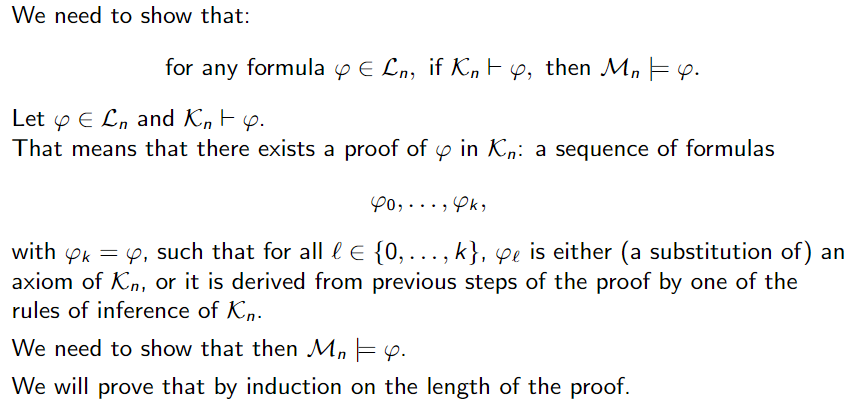 We need to show that:
for any formula φ ∈ ℒₙ, if 𝒦ₙ ⊢ φ, then ℳₙ ⊨ φ.
Let φ ∈ ℒₙ and 𝒦ₙ ⊢ φ.
That means that there exists a proof of φ in 𝒦ₙ: a sequence of formulas
φ₀, . . . , φₖ,
with φₖ = φ, such that for all ℓ ∈ {0, . . . , k}, φ_ℓ is either (a substitution of) an
axiom of 𝒦ₙ, or it is derived from previous steps of the proof by one of the
rules of inference of 𝒦ₙ.
We need to show that then ℳₙ ⊨ φ.
We will prove that by induction on the length of the proof.